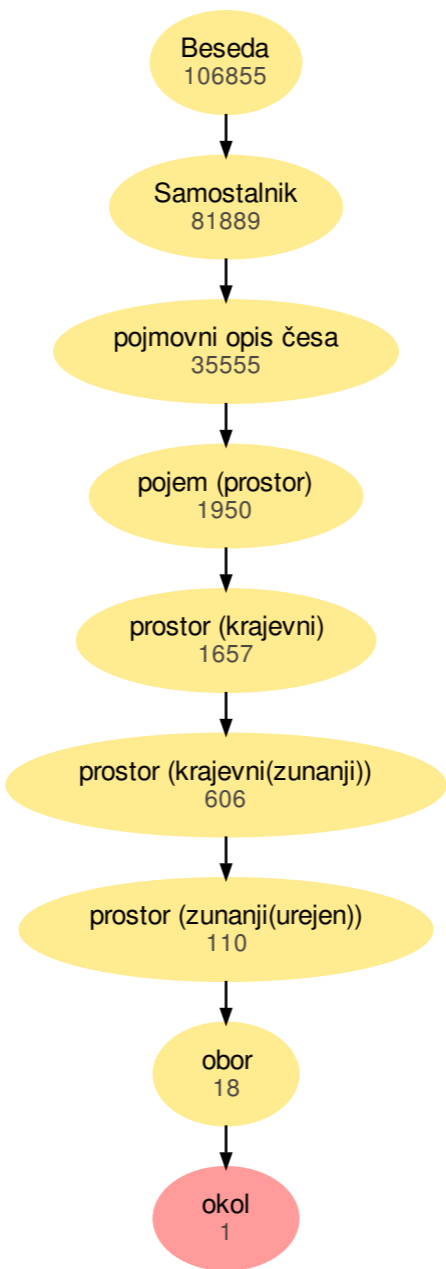 Beseda
106855
Samostalnik
81889
pojmovni opis česa
35555
pojem (prostor)
1950
prostor (krajevni)
1657
prostor (krajevni(zunanji))
606
prostor (zunanji(urejen))
110
obor
18
okol
1